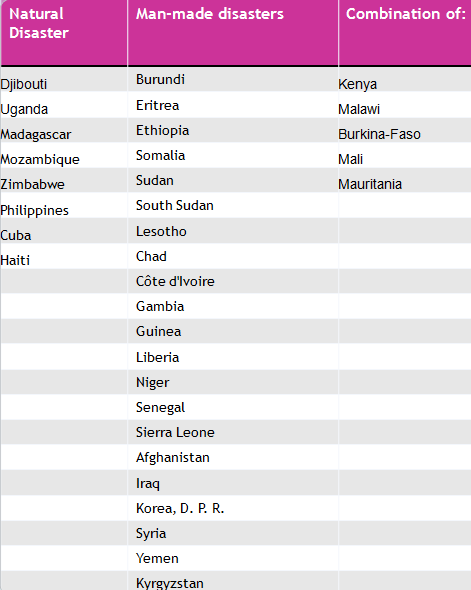 Natural Man-made disasters Combination of:
Disaster
Djibouti Burundi Kenya
Uganda Eritrea Malawi
Madagascar Ethiopia Burkina-Faso
Mozambique Somalia Mali
Zimbabwe Sudan Mauritania
Philippines South Sudan
Cuba Lesotho
Haiti Chad
Côte d'Ivoire
Gambia
Guinea
Liberia
Niger
Senegal
Sierra Leone
Afghanistan
Iraq
Korea, D. P. R.
Syria
Yemen
Kyrgyzstan